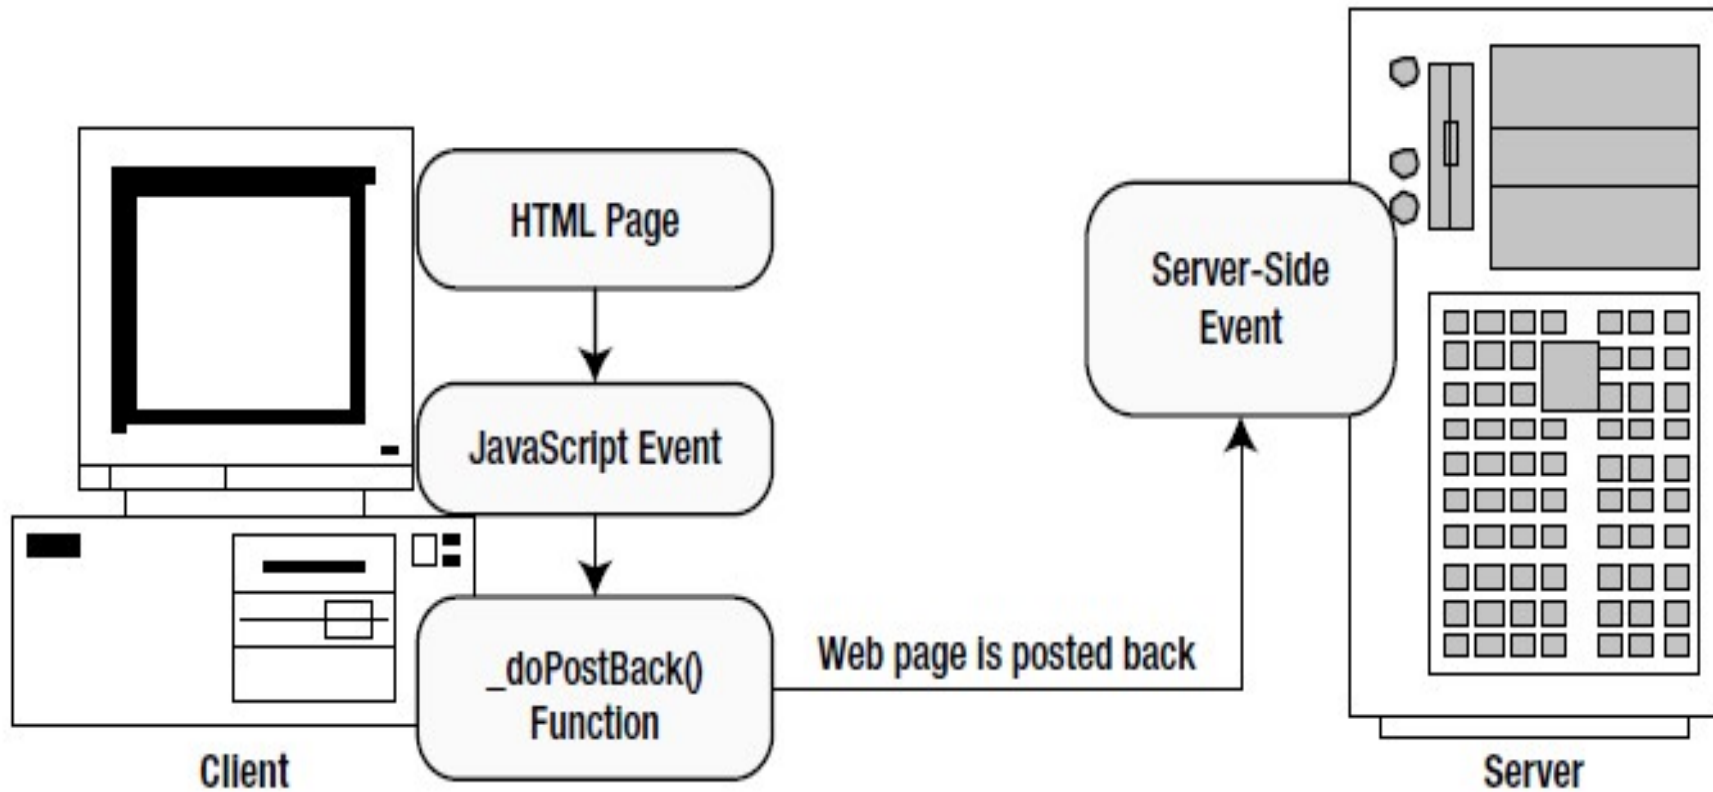 HTML Page
JavaScript Event
_doPostBack()
Function
Web page is posted back
Server-Side
Event
Client
Server